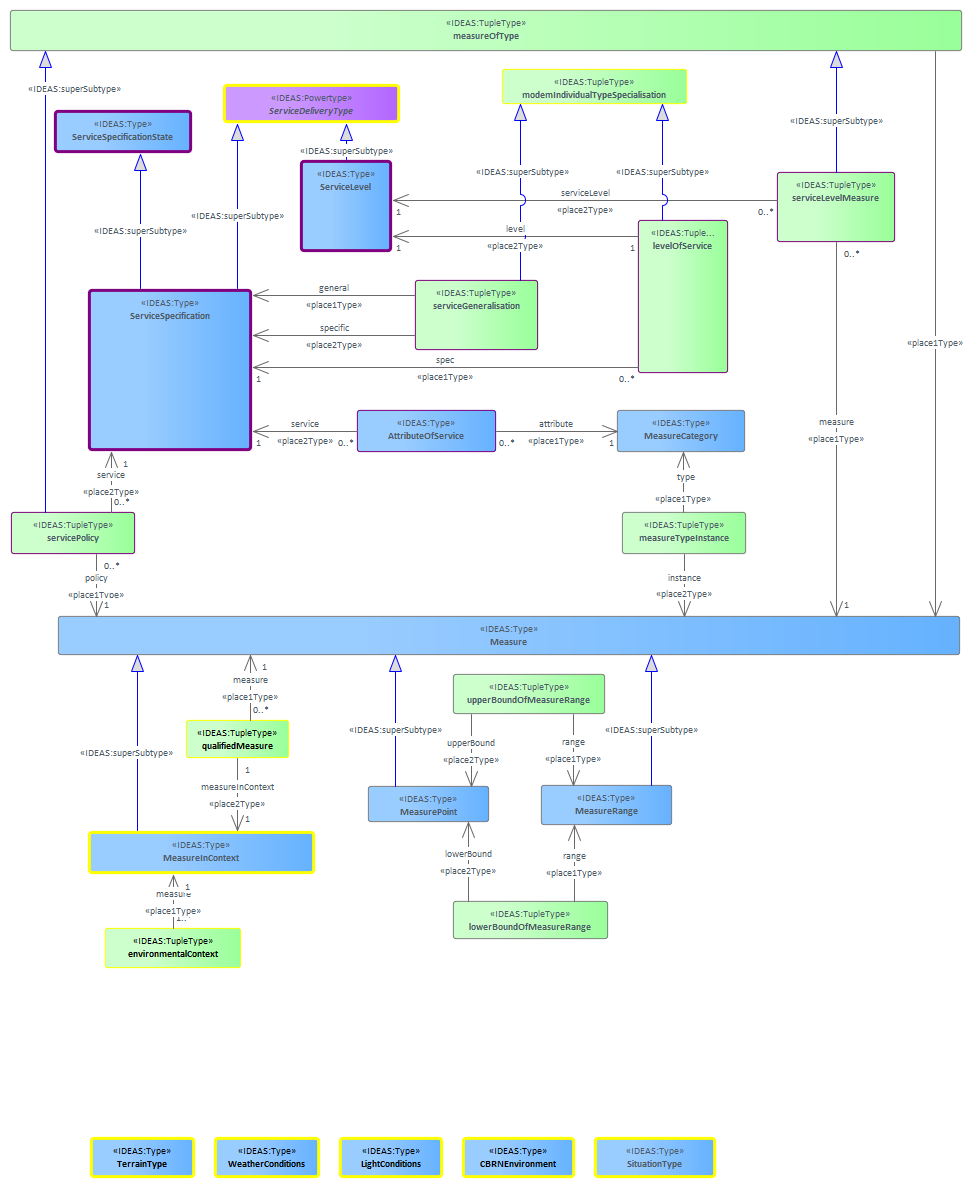 «IDEAS:TupleType»
measureOfType
«IDEAS:superSubtype»
«IDEAS:Type»
ServiceSpecificationState
«IDEAS:Powertype»
ServiceDeliveryType
«IDEAS:TupleType»
modemIndividualTypeSpecialisation
«IDEAS:superSubtype»
«IDEAS:superSubtype»
«IDEAS:Type»
ServiceLevel
«IDEAS:superSubtype»
«IDEAS:superSubtype»
«IDEAS:TupleType»
serviceLevelMeasure
serviceLevel
«place2Type»
1
0..*
«IDEAS:superSubtype»
«IDEAS:superSubtype»
level
«place2Type»
1
1
«IDEAS:Tuple...
levelOfService
0..*
«IDEAS:Type»
ServiceSpecification
general
«place1Type»
«IDEAS:TupleType»
serviceGeneralisation
specific
«place2Type»
«place1Type»
spec
«place1Type»
1
0..*
service
«place2Type»
1
0..*
«IDEAS:Type»
AttributeOfService
attribute
«place1Type»
0..*
1
«IDEAS:Type»
MeasureCategory
measure
«place1Type»
1
service
«place2Type»
0..*
type
«place1Type»
«IDEAS:TupleType»
servicePolicy
«IDEAS:TupleType»
measureTypeInstance
0..*
policy
«place1Type»
1
instance
«place2Type»
1
«IDEAS:Type»
Measure
1
measure
«place1Type»
0..*
«IDEAS:TupleType»
upperBoundOfMeasureRange
«IDEAS:superSubtype»
«IDEAS:superSubtype»
«IDEAS:TupleType»
qualifiedMeasure
upperBound
«place2Type»
range
«place1Type»
«IDEAS:superSubtype»
1
measureInContext
«place2Type»
1
«IDEAS:Type»
MeasurePoint
«IDEAS:Type»
MeasureRange
«IDEAS:Type»
MeasureInContext
lowerBound
«place2Type»
range
«place1Type»
1
measure
«place1Type»
«IDEAS:TupleType»
lowerBoundOfMeasureRange
«IDEAS:TupleType»
environmentalContext
«IDEAS:Type»
TerrainType
«IDEAS:Type»
WeatherConditions
«IDEAS:Type»
LightConditions
«IDEAS:Type»
CBRNEnvironment
«IDEAS:Type»
SituationType